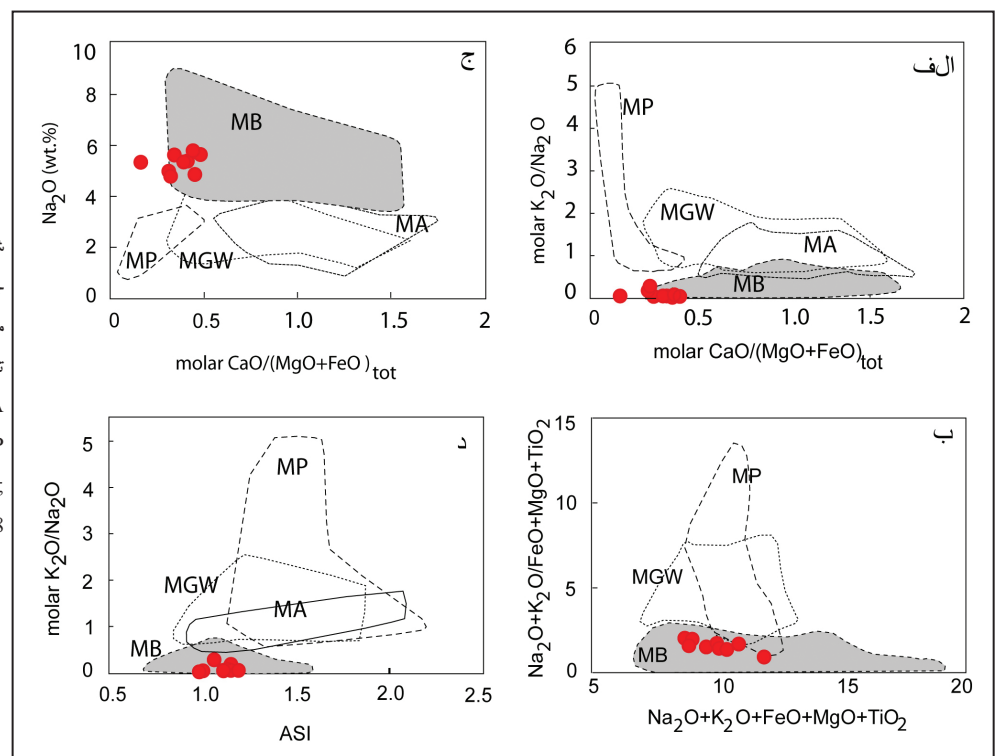 ج
Na2O (wt.%)
10
8
6
4
2
0
MB
MA
MP
MGW
0 0.5 1.0 1.5 2
molar CaO/(MgO+FeO)tot
الف
molar K2O/Na2O
6
5
4
3
2
1
0
MP
MGW
MA
MB
0 0.5 1.0 1.5 2
molar CaO/(MgO+FeO)tot
د
molar K2O/Na2O
5
4
3
2
1
0
MP
MGW
MA
MB
0.5 1.0 1.5 2.0 2.5
ASI
ب
Na2O+K2O/FeO+MgO+TiO2
15
10
5
0
MP
MGW
MB
5 10 15 20
Na2O+K2O+FeO+MgO+TiO2